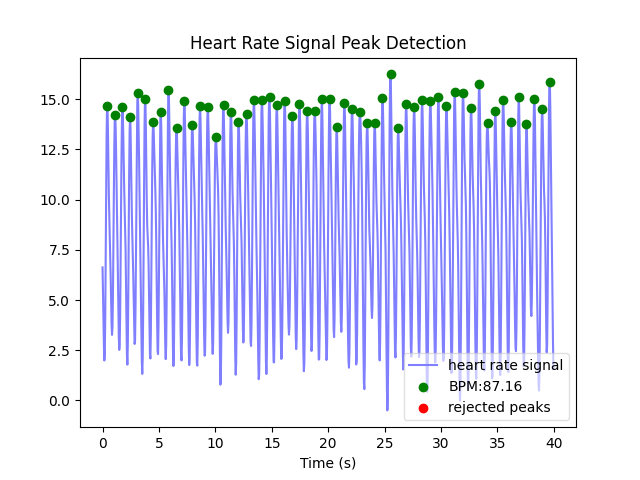 Heart Rate Signal Peak Detection
15.0
12.5
10.0
7.5
5.0
2.5
0.0
heart rate signal
BPM:87.16
rejected peaks
0 5 10 15 20 25 30 35 40
Time (s)